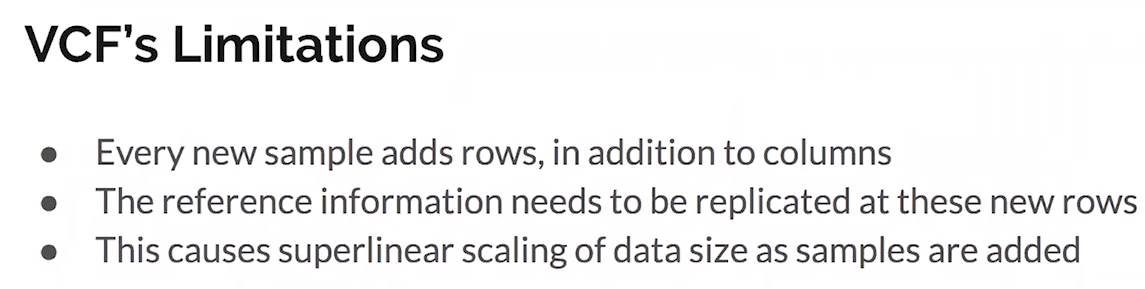 VCF’s Limitations
● Every new sample adds rows, in addition to columns
● The reference information needs to be replicated at these new rows
● This causes superlinear scaling of data size as samples are added